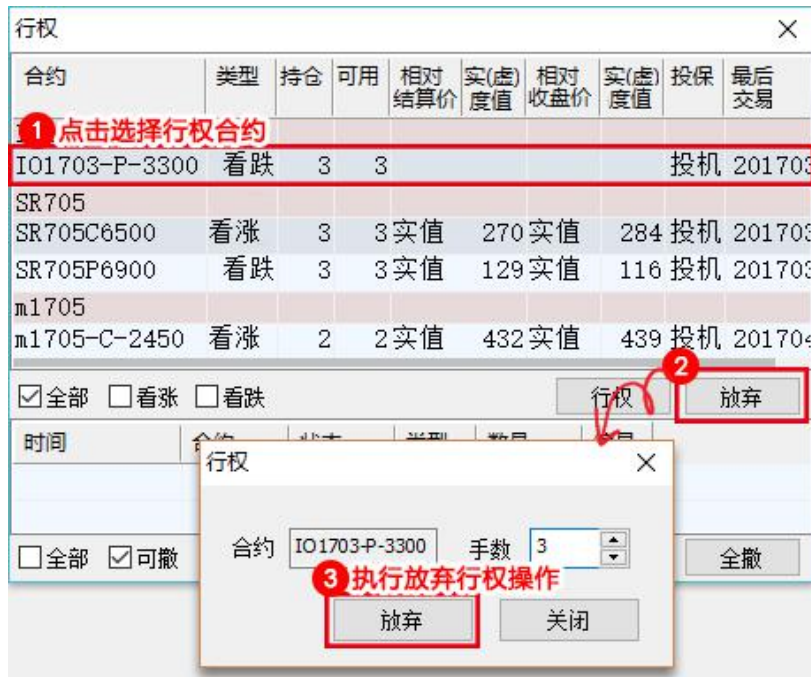 行权
合约 类型 持仓 可用 相对结算价 实(虚)度值 相对收盘价 实(虚)度值 投保 最后交易
1 点击选择行权合约
IO1703-P-3300 看跌 3 3 投机 201703
SR705
SR705C6500 看涨 3 3 实值 270 实值 284 投机 201703
SR705P6900 看跌 3 3 实值 129 实值 116 投机 201703
m1705
m1705-C-2450 看涨 2 2 实值 432 实值 439 投机 201704
2
全部 看涨 看跌 行权 放弃
时间
行权
合约 IO1703-P-3300 手数 3
3 执行放弃行权操作
放弃 关闭
全部 可撤 全撤